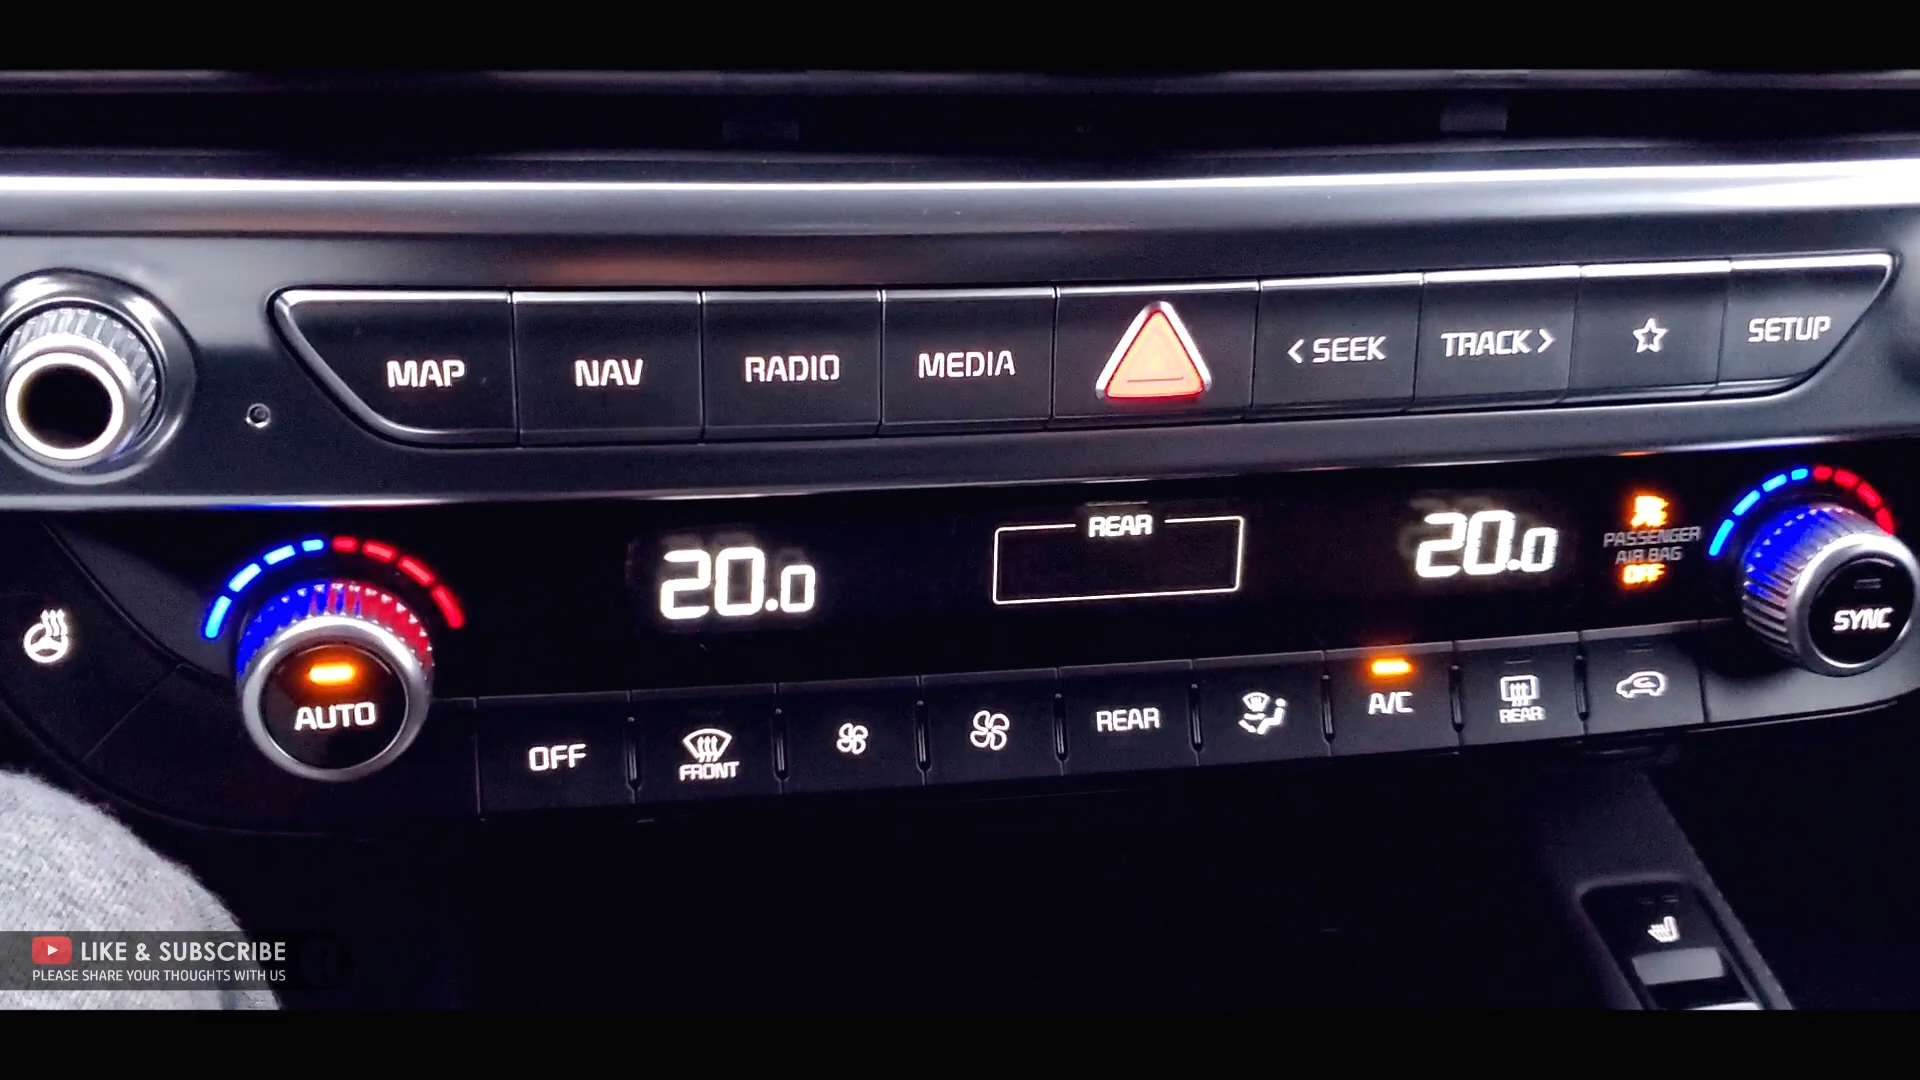 MAP NAV RADIO MEDIA < SEEK TRACK > SETUP
20.0 REAR 20.0
PASSENGER
AIR BAG
OFF
SYNC
AUTO
OFF FRONT REAR A/C REAR
LIKE & SUBSCRIBE
PLEASE SHARE YOUR THOUGHTS WITH US